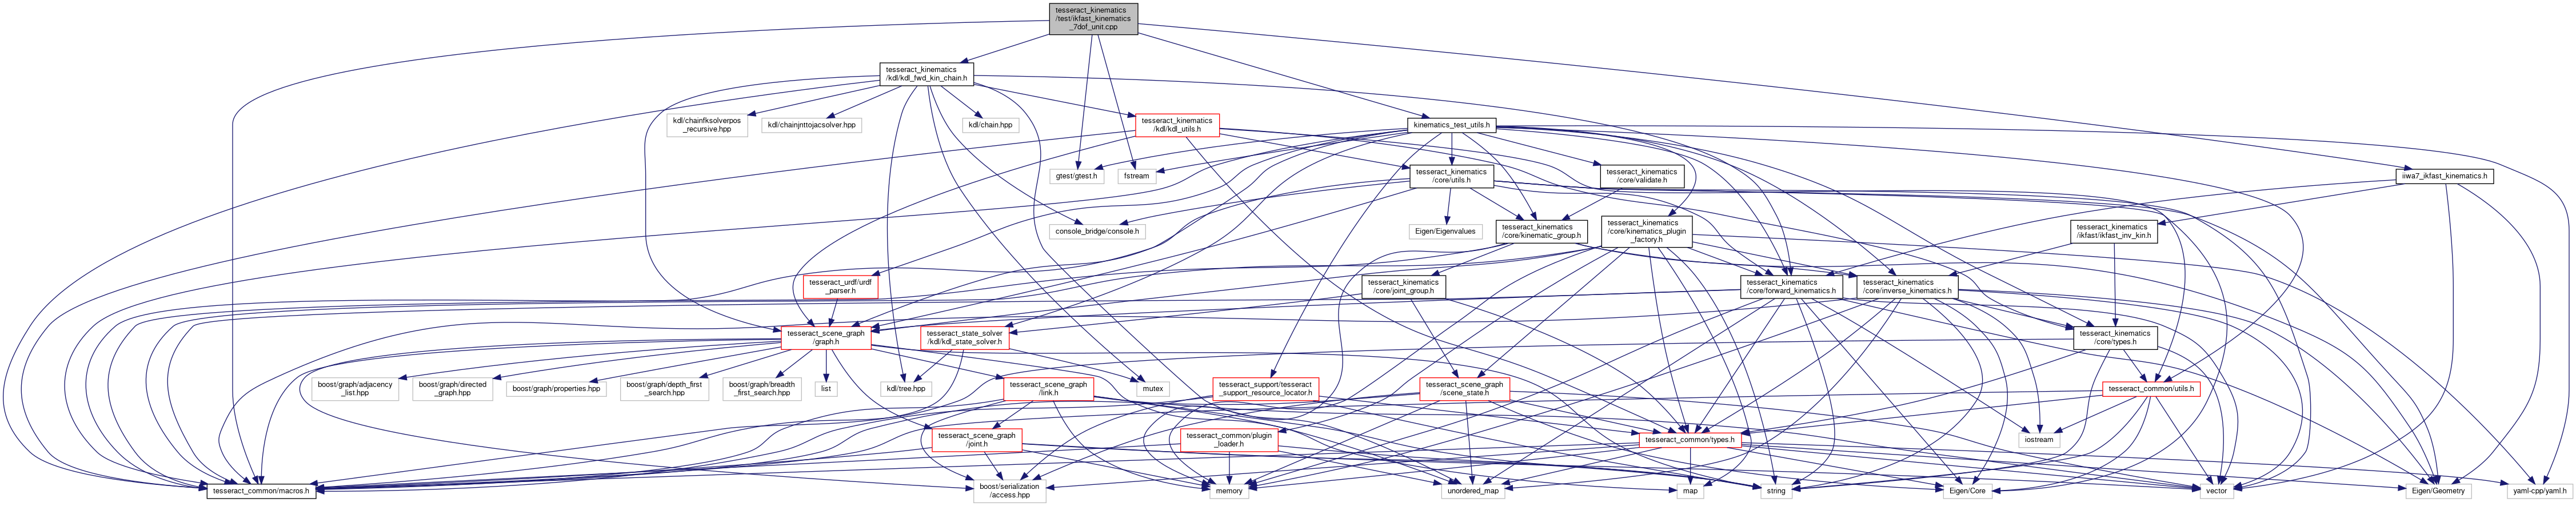 tesseract_kinematics
/test/ikfast_kinematics
_7dof_unit.cpp
tesseract_kinematics
/kdl/kdl_fwd_kin_chain.h
kdl/chainfksolverpos
_recursive.hpp
kdl/chainjnttojacsolver.hpp
kdl/chain.hpp
tesseract_kinematics
/kdl/kdl_utils.h
kinematics_test_utils.h
gtest/gtest.h
fstream
tesseract_kinematics
/core/utils.h
tesseract_kinematics
/core/validate.h
iiwa7_ikfast_kinematics.h
console_bridge/console.h
Eigen/Eigenvalues
tesseract_kinematics
/core/kinematic_group.h
tesseract_kinematics
/core/kinematics_plugin
_factory.h
tesseract_kinematics
/ikfast/ikfast_inv_kin.h
tesseract_urdf/urdf
_parser.h
tesseract_kinematics
/core/joint_group.h
tesseract_kinematics
/core/forward_kinematics.h
tesseract_kinematics
/core/inverse_kinematics.h
tesseract_scene_graph
/graph.h
tesseract_state_solver
/kdl/kdl_state_solver.h
tesseract_kinematics
/core/types.h
boost/graph/adjacency
_list.hpp
boost/graph/directed
_graph.hpp
boost/graph/properties.hpp
boost/graph/depth_first
_search.hpp
boost/graph/breadth
_first_search.hpp
list
kdl/tree.hpp
tesseract_scene_graph
/link.h
mutex
tesseract_support/tesseract
_support_resource_locator.h
tesseract_scene_graph
/scene_state.h
tesseract_common/utils.h
tesseract_scene_graph
/joint.h
tesseract_common/plugin
_loader.h
tesseract_common/types.h
iostream
tesseract_common/macros.h
boost/serialization
/access.hpp
memory
unordered_map
map
string
Eigen/Core
vector
Eigen/Geometry
yaml-cpp/yaml.h